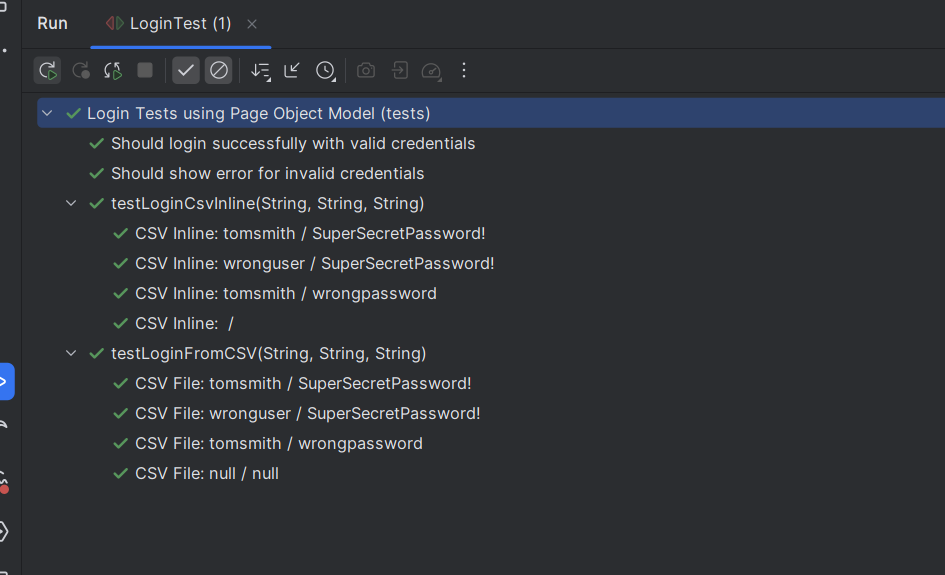 Run LoginTest (1)
Login Tests using Page Object Model (tests)
Should login successfully with valid credentials
Should show error for invalid credentials
testLoginCsvInline(String, String, String)
CSV Inline: tomsmith / SuperSecretPassword!
CSV Inline: wronguser / SuperSecretPassword!
CSV Inline: tomsmith / wrongpassword
CSV Inline:  /
testLoginFromCSV(String, String, String)
CSV File: tomsmith / SuperSecretPassword!
CSV File: wronguser / SuperSecretPassword!
CSV File: tomsmith / wrongpassword
CSV File: null / null